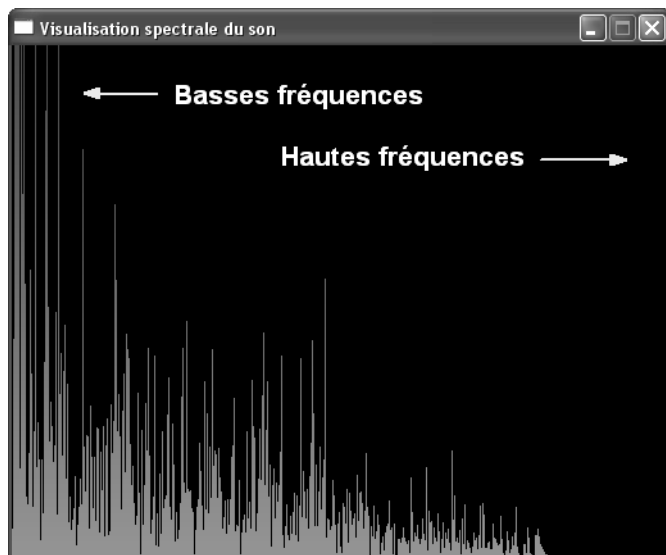 Visualisation spectrale du son
Basses fréquences
Hautes fréquences